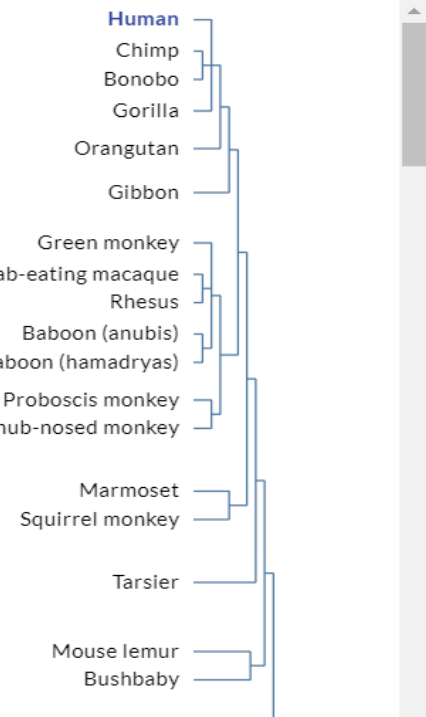 Human
Chimp
Bonobo
Gorilla
Orangutan
Gibbon
Green monkey
ab-eating macaque
Rhesus
Baboon (anubis)
aboon (hamadryas)
Proboscis monkey
nub-nosed monkey
Marmoset
Squirrel monkey
Tarsier
Mouse lemur
Bushbaby